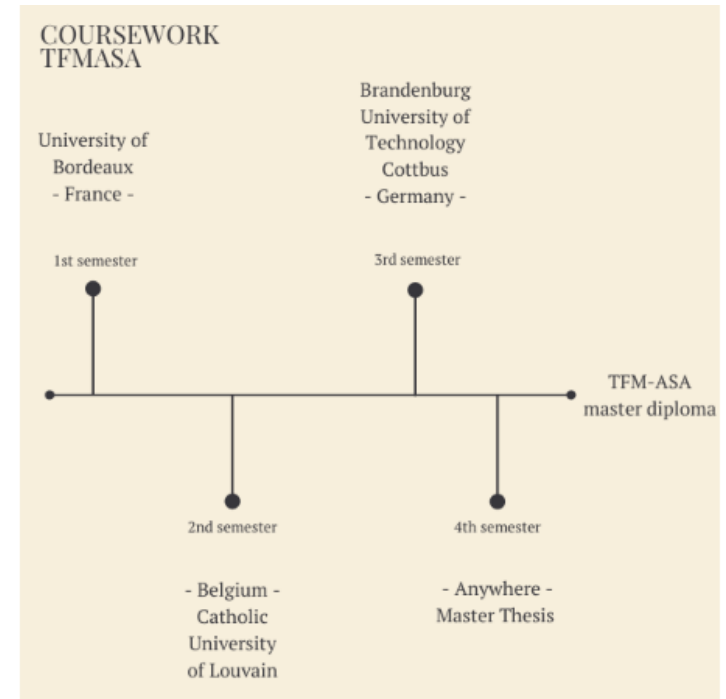 COURSEWORK
TFMASA
University of
Bordeaux
- France -
1st semester
Brandenburg
University of
Technology
Cottbus
- Germany -
3rd semester
TFM-ASA
master diploma
2nd semester
- Belgium -
Catholic
University
of Louvain
4th semester
- Anywhere -
Master Thesis